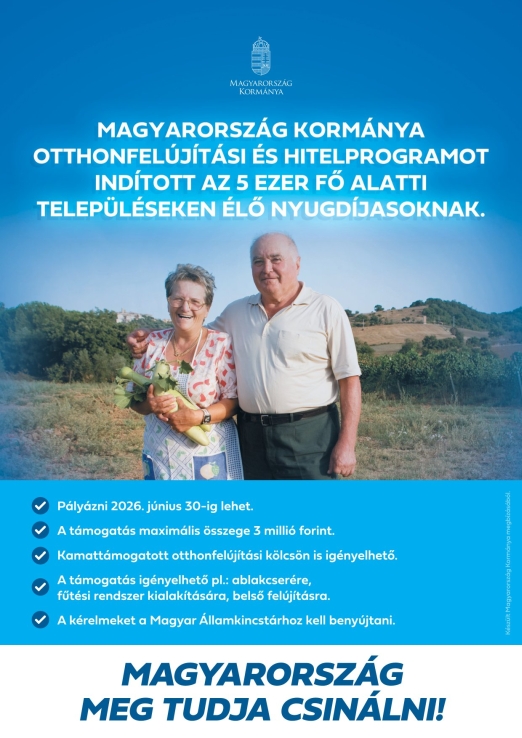 MAGYARORSZÁG
KORMÁNYA
MAGYARORSZÁG KORMÁNYA
OTTHONFELÚJÍTÁSI ÉS HITELPROGRAMOT
INDÍTOTT AZ 5 EZER FŐ ALATTI
TELEPÜLÉSEKEN ÉLŐ NYUGDÍJASOKNAK.
Pályázni 2026. június 30-ig lehet.
A támogatás maximális összege 3 millió forint.
Kamattámogatott otthonfelújítási kölcsön is igényelhető.
A támogatás igényelhető pl.: ablakcserére,
fűtési rendszer kialakítására, belső felújításra.
A kérelmeket a Magyar Államkincstárhoz kell benyújtani.
Készült Magyarország Kormánya megbízásából
MAGYARORSZÁG
MEG TUDJA CSINÁLNI!